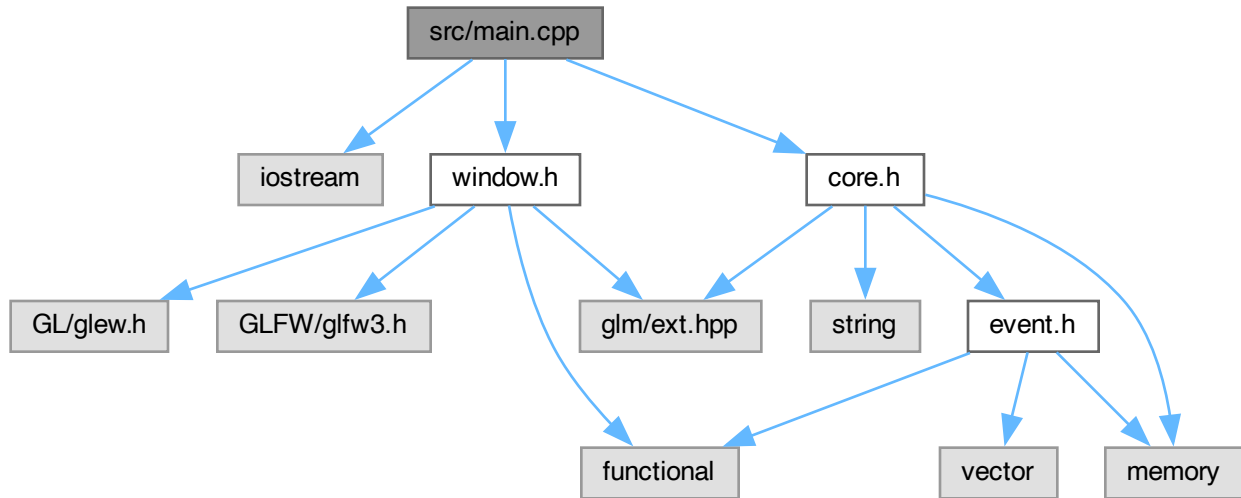 src/main.cpp
iostream
window.h
core.h
GL/glew.h
GLFW/glfw3.h
glm/ext.hpp
string
event.h
functional
vector
memory